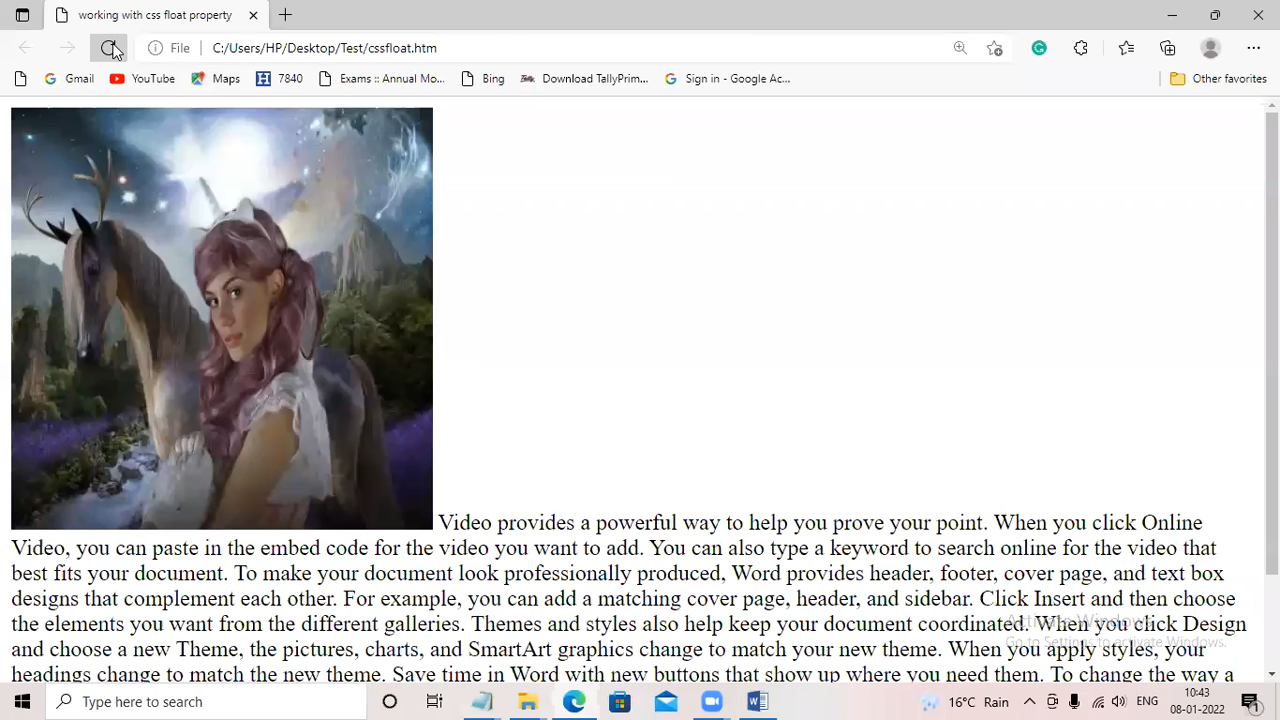 working with css float property
File
C:/Users/HP/Desktop/Test/cssfloat.htm
Gmail
YouTube
Maps
7840
Exams :: Annual Mo...
Bing
Download TallyPrim...
Sign in - Google Ac...
Other favorites
Video provides a powerful way to help you prove your point. When you click Online
Video, you can paste in the embed code for the video you want to add. You can also type a keyword to search online for the video that
best fits your document. To make your document look professionally produced, Word provides header, footer, cover page, and text box
designs that complement each other. For example, you can add a matching cover page, header, and sidebar. Click Insert and then choose
the elements you want from the different galleries. Themes and styles also help keep your document coordinated. When you click Design
and choose a new Theme, the pictures, charts, and SmartArt graphics change to match your new theme. When you apply styles, your
headings change to match the new theme. Save time in Word with new buttons that show up where you need them. To change the way a
Activate Windows
Go to Settings to activate Windows.
Type here to search
16°C Rain
ENG
10:43
08-01-2022
1